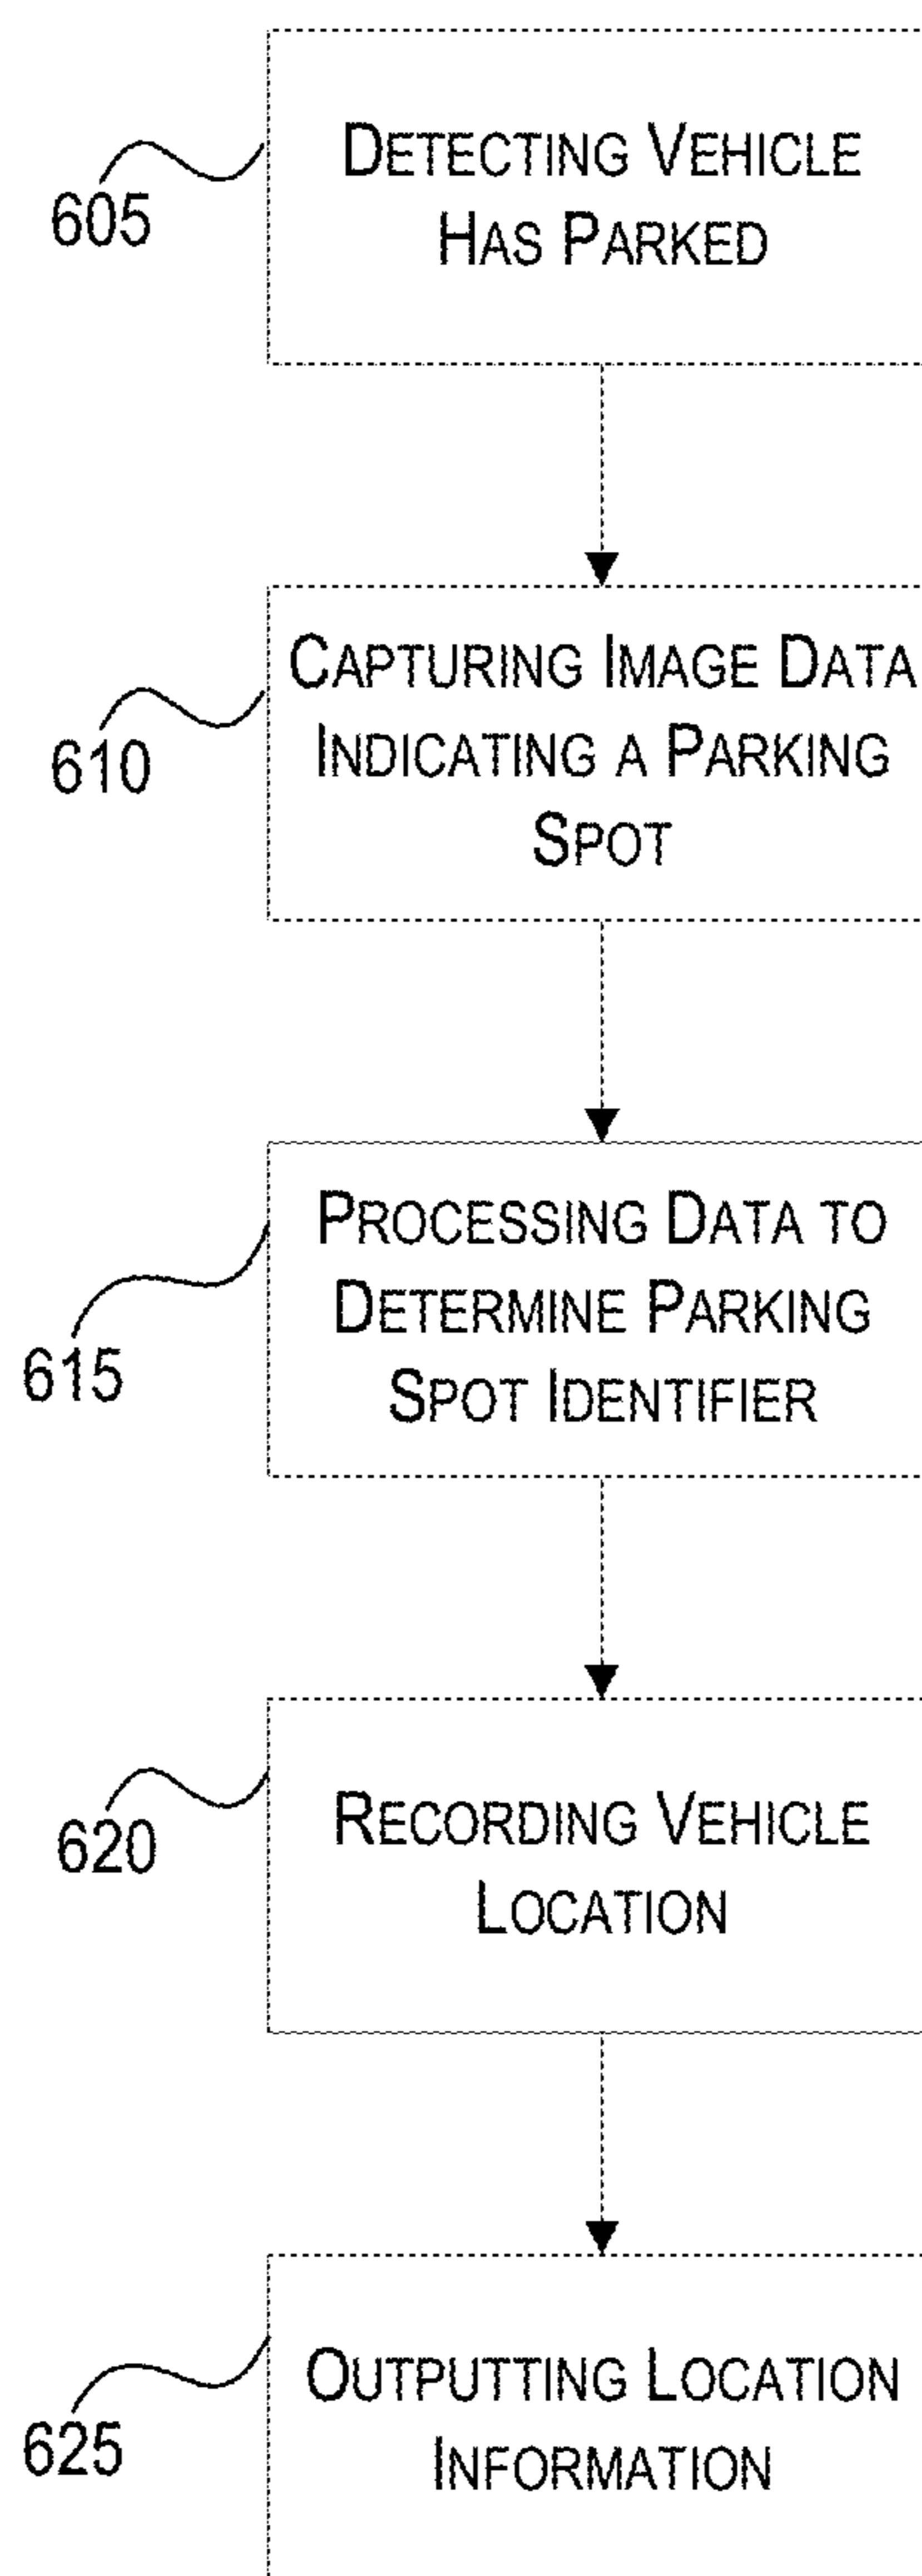 DETECTING VEHICLE
HAS PARKED
605
CAPTURING IMAGE DATA
INDICATING A PARKING
SPOT
610
PROCESSING DATA TO
DETERMINE PARKING
SPOT IDENTIFIER
615
RECORDING VEHICLE
LOCATION
620
OUTPUTTING LOCATION
INFORMATION
625